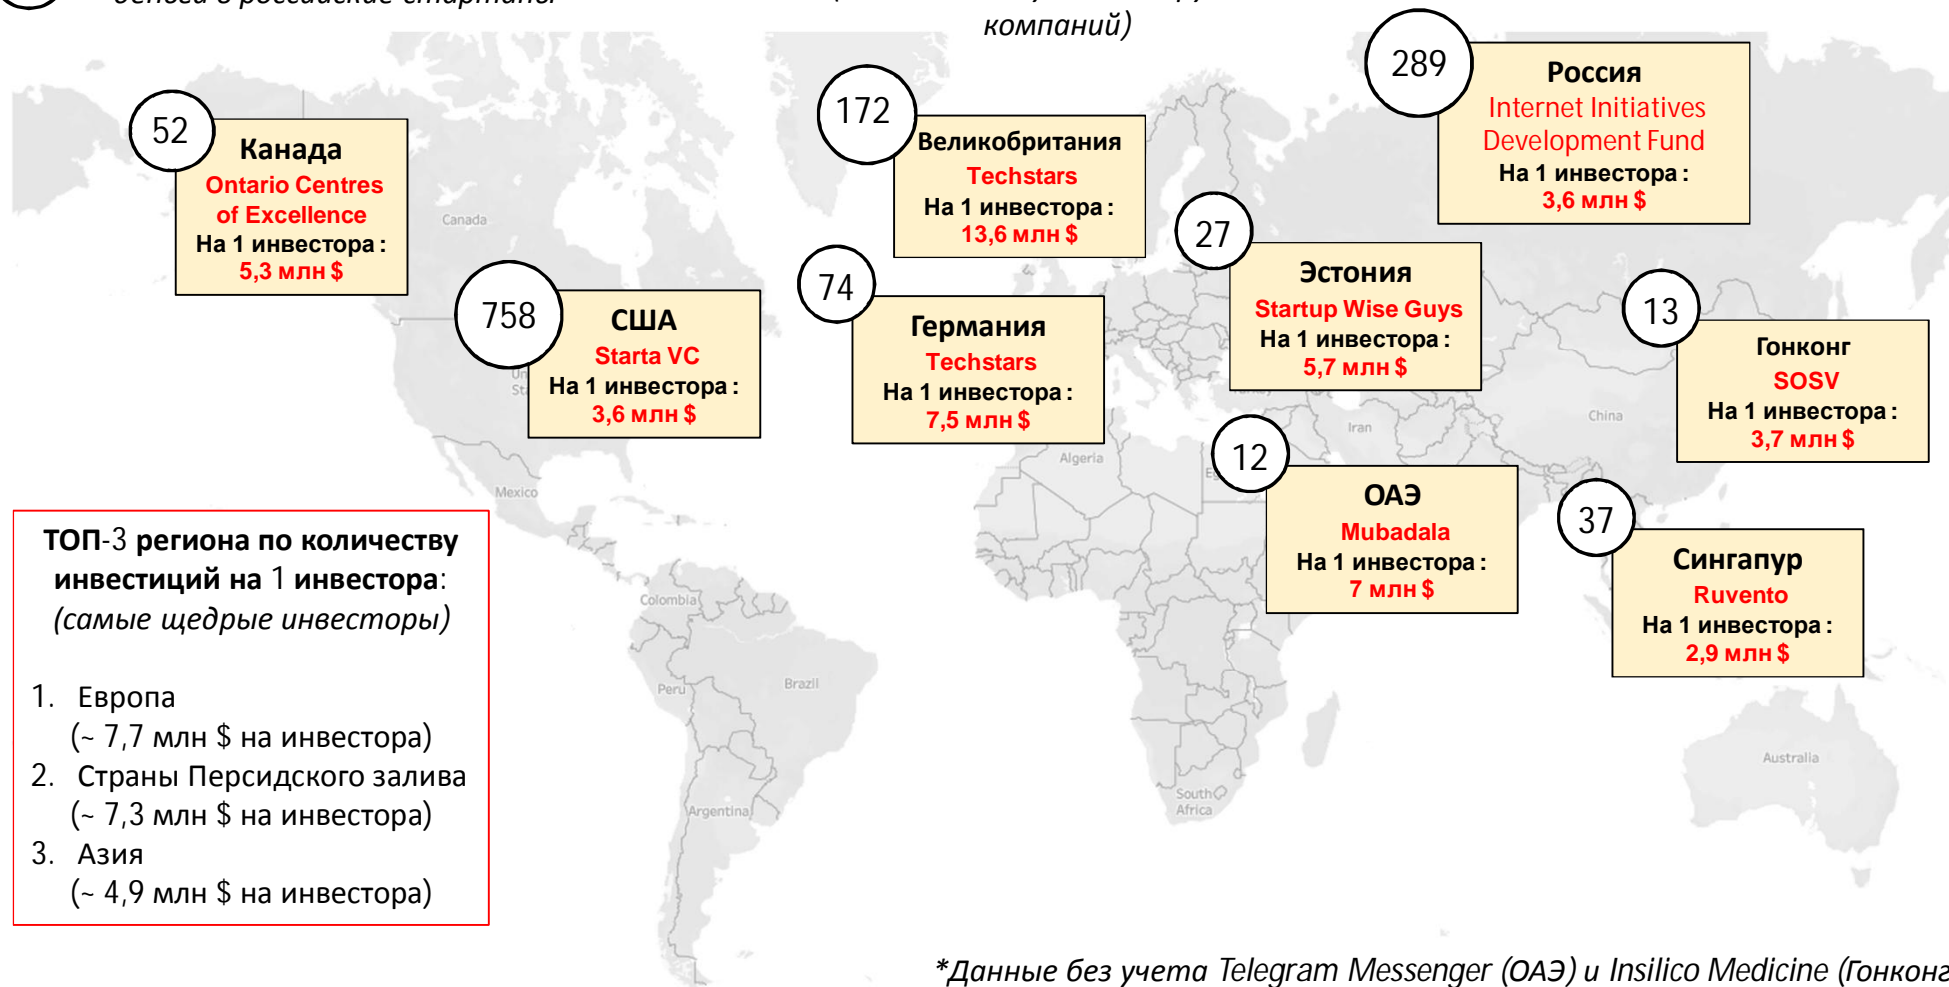 деньги в российские стартапы
компаний)
289
Россия
Internet Initiatives
Development Fund
На 1 инвестора :
3,6 млн $
52
Канада
Ontario Centres
of Excellence
На 1 инвестора :
5,3 млн $
172
Великобритания
Techstars
На 1 инвестора :
13,6 млн $
27
Эстония
Startup Wise Guys
На 1 инвестора :
5,7 млн $
758
США
Starta VC
На 1 инвестора :
3,6 млн $
74
Германия
Techstars
На 1 инвестора :
7,5 млн $
13
Гонконг
SOSV
На 1 инвестора :
3,7 млн $
12
ОАЭ
Mubadala
На 1 инвестора :
7 млн $
37
Сингапур
Ruvento
На 1 инвестора :
2,9 млн $
Canada
Mexico
Colombia
Peru
Brazil
Argentina
Algeria
South
Africa
Iran
China
Australia
ТОП-3 региона по количеству
инвестиций на 1 инвестора:
(самые щедрые инвесторы)
1. Европа
(~ 7,7 млн $ на инвестора)
2. Страны Персидского залива
(~ 7,3 млн $ на инвестора)
3. Азия
(~ 4,9 млн $ на инвестора)
*Данные без учета Telegram Messenger (ОАЭ) и Insilico Medicine (Гонконг